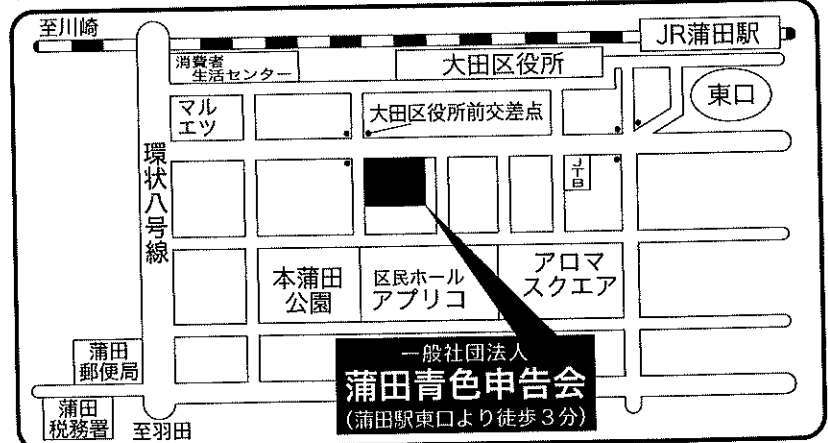 至川崎
JR蒲田駅
消費者
生活センター
大田区役所
東口
マル
エツ
大田区役所前交差点
環状八号線
JTB
本蒲田
公園
区民ホール
アプリコ
アロマ
スクエア
一般社団法人
蒲田青色申告会
(蒲田駅東口より徒歩3分)
蒲田
郵便局
蒲田
税務署
至羽田